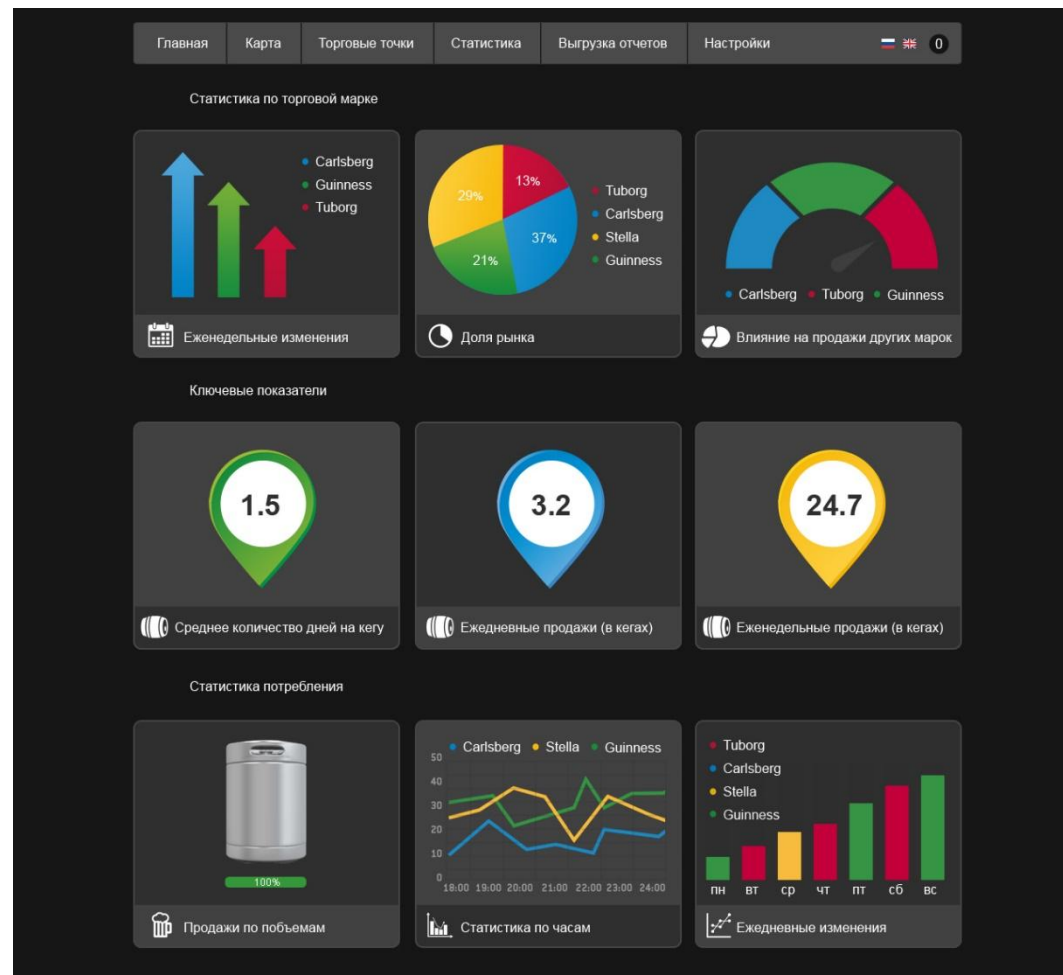 Главная Карта Торговые точки Статистика Выгрузка отчетов Настройки 0
Статистика по торговой марке
Carlsberg
Guinness
Tuborg
Еженедельные изменения
29%
13%
37%
21%
Tuborg
Carlsberg
Stella
Guinness
Доля рынка
Carlsberg Tuborg Guinness
Влияние на продажи других марок
Ключевые показатели
1.5
Среднее количество дней на кегу
3.2
Ежедневные продажи (в кегах)
24.7
Еженедельные продажи (в кегах)
Статистика потребления
100%
Продажи по побъемам
Carlsberg Stella Guinness
50
40
30
20
10
0
18:00 19:00 20:00 21:00 22:00 23:00 24:00
Статистика по часам
Tuborg
Carlsberg
Stella
Guinness
пн вт ср чт пт сб вс
Ежедневные изменения